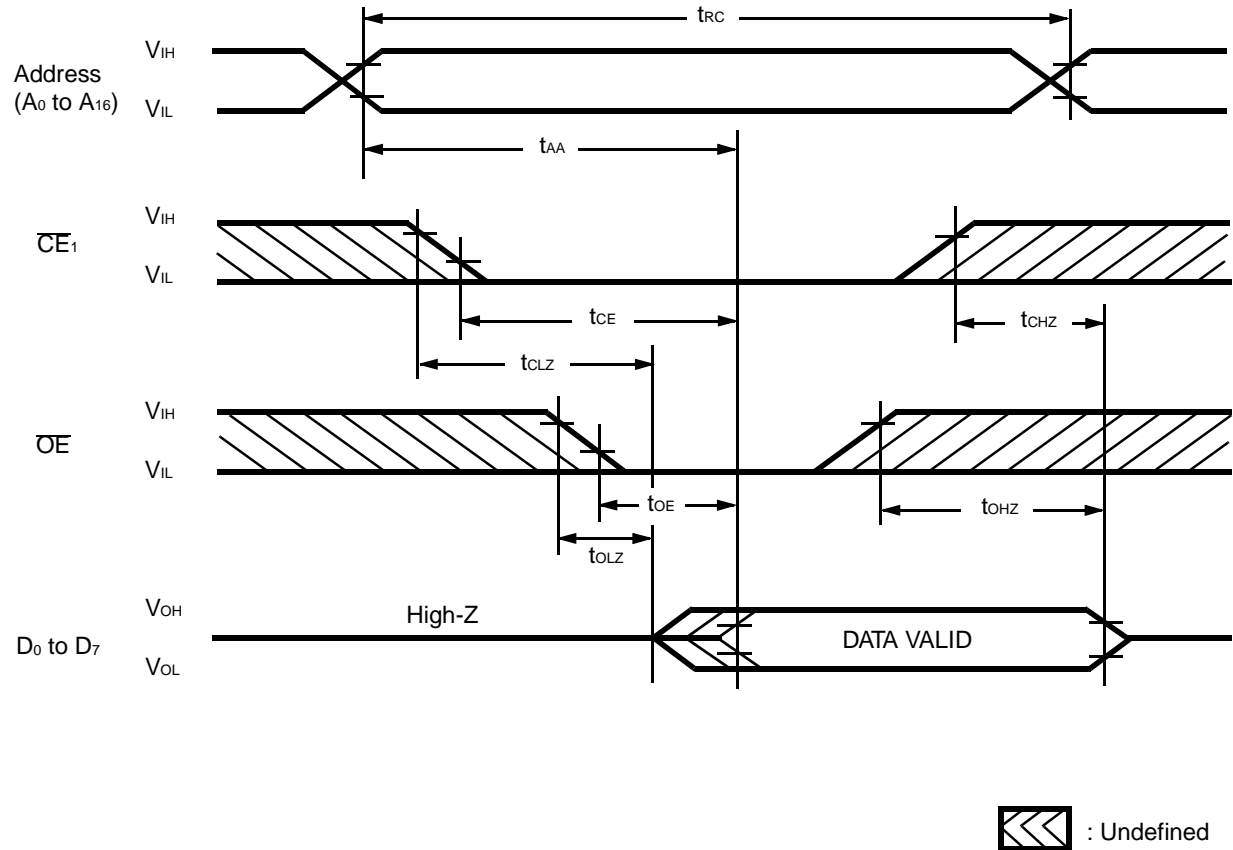 tRC
VIH
Address
(A0 to A16)
VIL
tAA
VIH
CE1
VIL
tCE
tCHZ
tCLZ
VIH
OE
VIL
tOE
tOHZ
tOLZ
VOH
High-Z
D0 to D7
DATA VALID
VOL
: Undefined